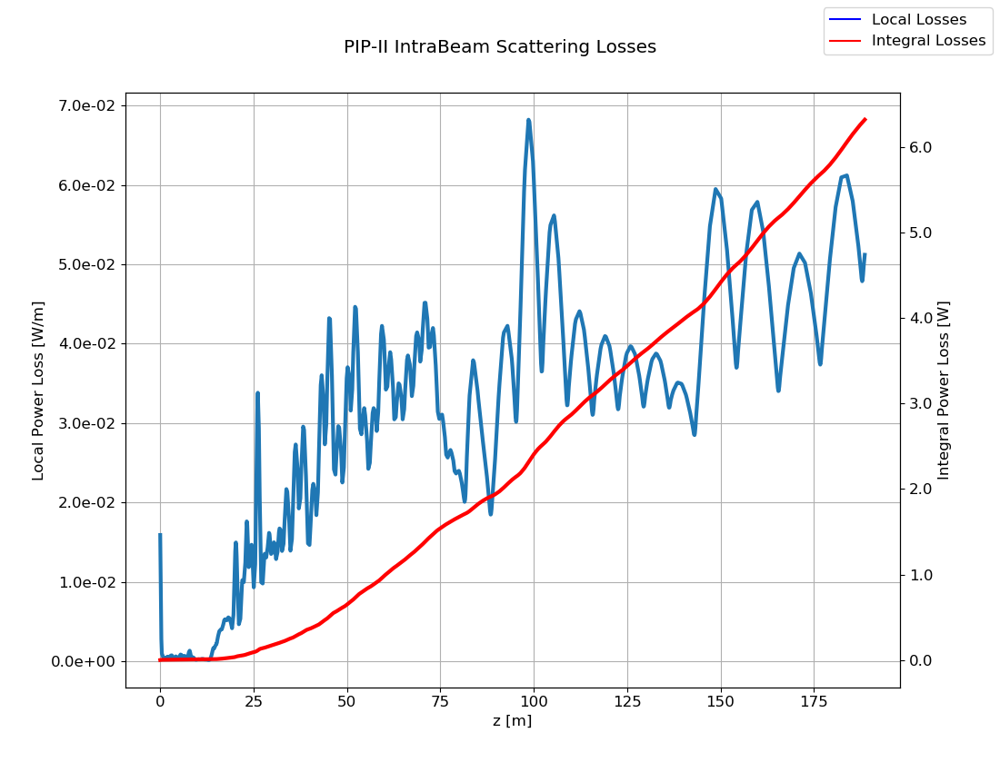 Local Losses
Integral Losses
PIP-II IntraBeam Scattering Losses
7.0e-02
6.0e-02
5.0e-02
4.0e-02
3.0e-02
2.0e-02
1.0e-02
0.0e+00
Local Power Loss [W/m]
6.0
5.0
4.0
3.0
2.0
1.0
0.0
Integral Power Loss [W]
0 25 50 75 100 125 150 175
z [m]